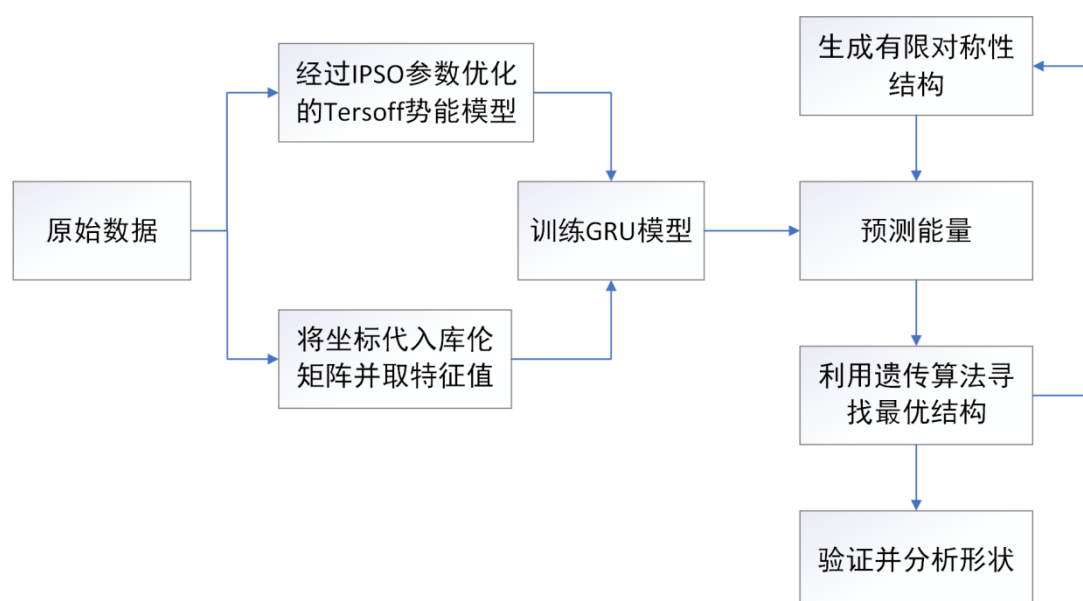 原始数据
经过IPSO参数优化
的Tersoff势能模型
将坐标代入库伦
矩阵并取特征值
训练GRU模型
生成有限对称性
结构
预测能量
利用遗传算法寻
找最优结构
验证并分析形状